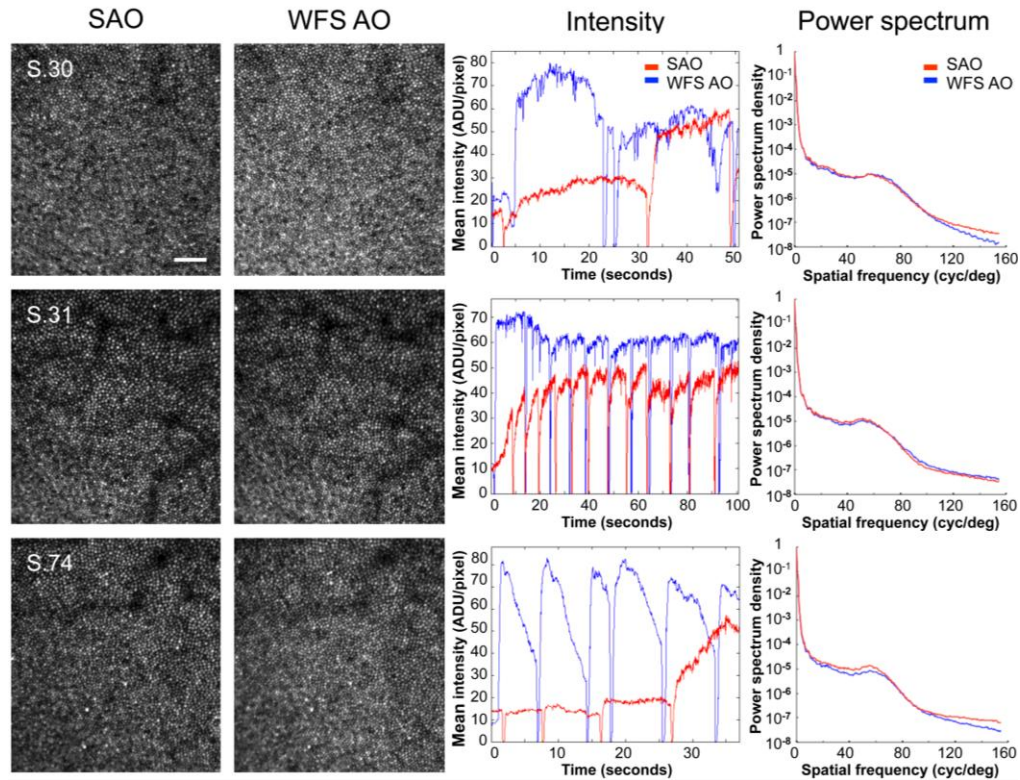 SAO WFS AO Intensity Power spectrum
S.30
80
70
60
50
40
30
20
10
0
Mean intensity (ADU/pixel)
SAO
WFS AO
0 10 20 30 40 50
Time (seconds)
1
10-1
10-2
10-3
10-4
10-5
10-6
10-7
10-8
Power spectrum density
SAO
WFS AO
0 40 80 120 160
Spatial frequency (cyc/deg)
S.31
70
60
50
40
30
20
10
0
Mean intensity (ADU/pixel)
0 20 40 60 80 100
Time (seconds)
1
10-1
10-2
10-3
10-4
10-5
10-6
10-7
10-8
Power spectrum density
0 40 80 120 160
Spatial frequency (cyc/deg)
S.74
80
70
60
50
40
30
20
10
0
Mean intensity (ADU/pixel)
0 10 20 30
Time (seconds)
1
10-1
10-2
10-3
10-4
10-5
10-6
10-7
10-8
Power spectrum density
0 40 80 120 160
Spatial frequency (cyc/deg)